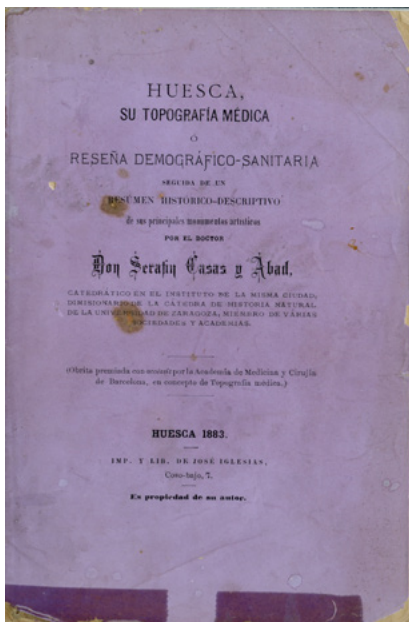 HUESCA,
SU TOPOGRAFÍA MÉDICA
Ó
RESEÑA DEMOGRÁFICO-SANITARIA
SEGUIDA DE UN
RESÚMEN HISTÓRICO-DESCRIPTIVO
de sus principales monumentos artísticos
POR EL DOCTOR
Don Serafin Casas y Abad,
CATEDRÁTICO EN EL INSTITUTO DE LA MISMA CIUDAD,
DIMISIONARIO DE LA CÁTEDRA DE HISTORIA NATURAL
DE LA UNIVERSIDAD DE ZARAGOZA, MIEMBRO DE VÁRIAS
SOCIEDADES Y ACADEMIAS.
(Obrita premiada con accesit por la Academia de Medicina y Cirujía
de Barcelona, en concepto de Topografía médica.)
HUESCA 1883.
IMP. Y LIB. DE JOSÉ IGLESIAS,
Coso-bajo, 7.
Es propiedad de su autor.